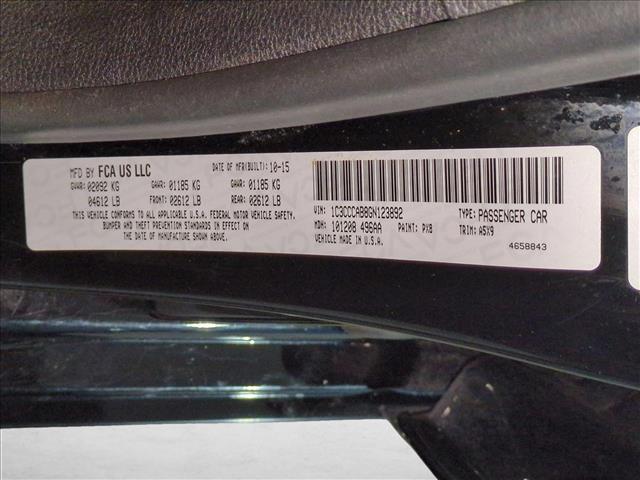 MFD BY FCA US LLC DATE OF MFR(BUILT): 10-15
GVWR: 02092 KG GAWR: 01185 KG GAWR: 01185 KG
04612 LB FRONT: 02612 LB REAR: 02612 LB
THIS VEHICLE CONFORMS TO ALL APPLICABLE U.S.A. FEDERAL MOTOR VEHICLE SAFETY,
BUMPER AND THEFT PREVENTION STANDARDS IN EFFECT ON
THE DATE OF MANUFACTURE SHOWN ABOVE.
VIN: 1C3CCCAB8GN123892 TYPE: PASSENGER CAR
MDH: 101208 496AA PAINT: PX8 TRIM: A5X9
VEHICLE MADE IN U.S.A. 4658843